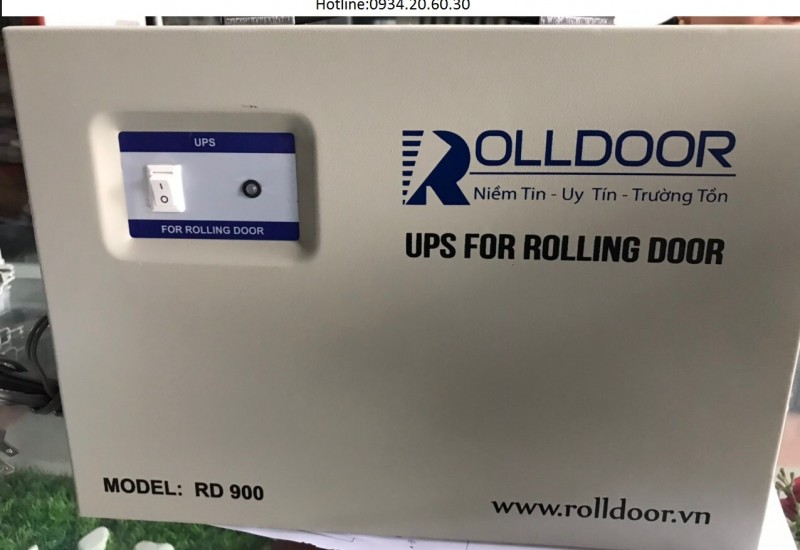 Hotline:0934.20.60.30
UPS
I
O
FOR ROLLING DOOR
ROLLDOOR
Niềm Tin - Uy Tín - Trường Tồn
UPS FOR ROLLING DOOR
MODEL: RD 900
www.rolldoor.vn